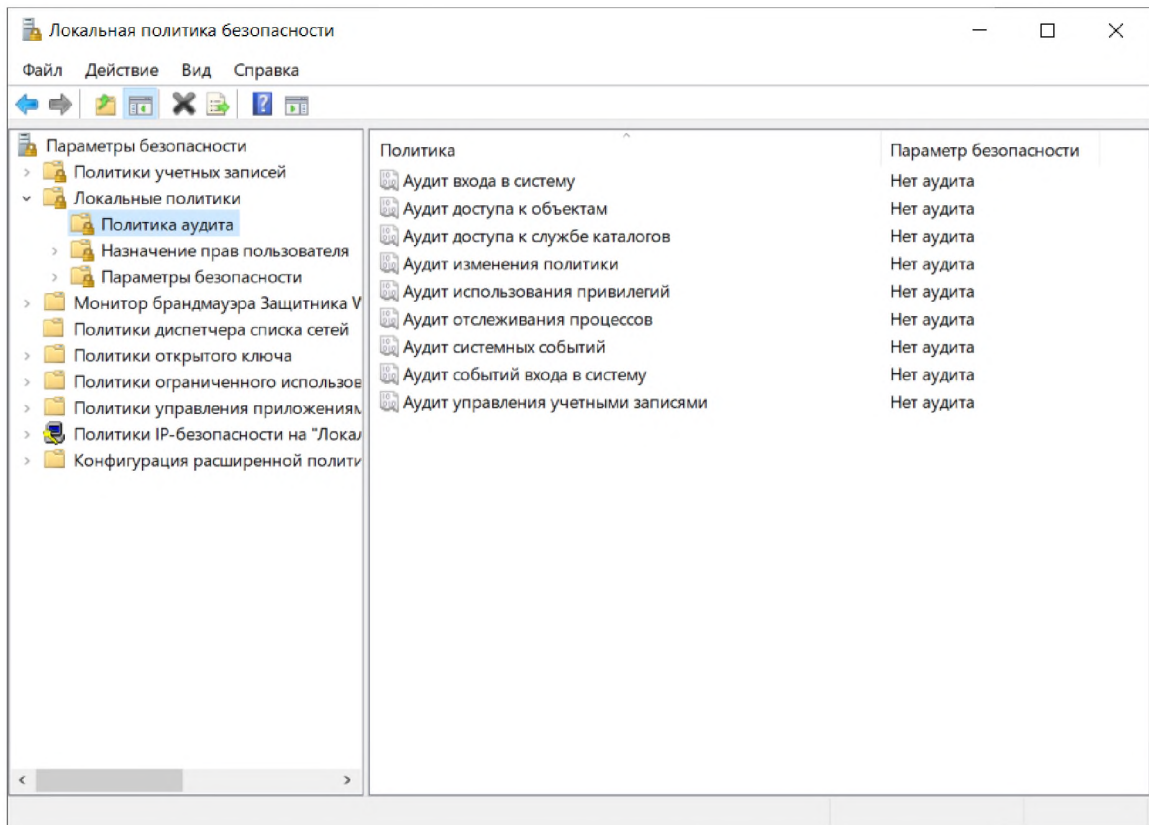 Локальная политика безопасности
Файл Действие Вид Справка
Параметры безопасности
Политики учетных записей
Локальные политики
Политика аудита
Назначение прав пользователя
Параметры безопасности
Монитор брандмауэра Защитника W
Политики диспетчера списка сетей
Политики открытого ключа
Политики ограниченного использов
Политики управления приложениям
Политики IP-безопасности на "Локал
Конфигурация расширенной полити
Политика Параметр безопасности
Аудит входа в систему Нет аудита
Аудит доступа к объектам Нет аудита
Аудит доступа к службе каталогов Нет аудита
Аудит изменения политики Нет аудита
Аудит использования привилегий Нет аудита
Аудит отслеживания процессов Нет аудита
Аудит системных событий Нет аудита
Аудит событий входа в систему Нет аудита
Аудит управления учетными записями Нет аудита